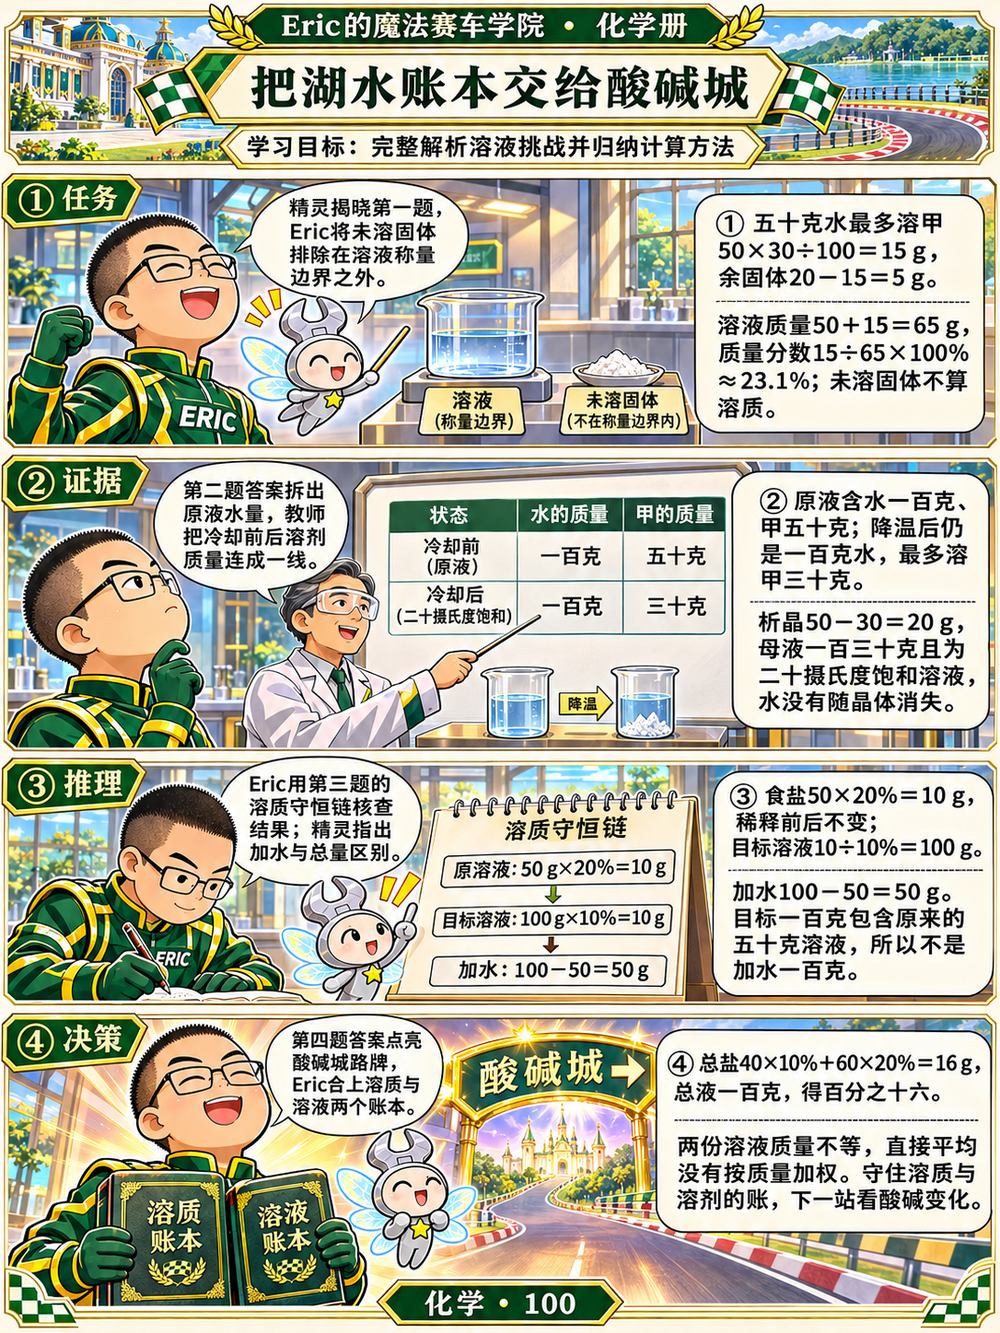 Eric的魔法赛车学院 · 化学册
把湖水账本交给酸碱城
学习目标：完整解析溶液挑战并归纳计算方法
① 任务
精灵揭晓第一题，
Eric将未溶固体
排除在溶液称量
边界之外。
ERIC
溶液
(称量边界)
未溶固体
(不在称量边界内)
① 五十克水最多溶甲
50×30÷100＝15 g，
余固体20－15＝5 g。
溶液质量50＋15＝65 g，
质量分数15÷65×100%
≈23.1%；未溶固体不算
溶质。
② 证据
第二题答案拆出
原液水量，教师
把冷却前后溶剂
质量连成一线。
状态 水的质量 甲的质量
冷却前
(原液)
一百克 五十克
冷却后
(二十摄氏度饱和)
一百克 三十克
降温
② 原液含水一百克、
甲五十克；降温后仍
是一百克水，最多溶
甲三十克。
析晶50－30＝20 g，
母液一百三十克且为
二十摄氏度饱和溶液，
水没有随晶体消失。
③ 推理
Eric用第三题的
溶质守恒链核查
结果；精灵指出
加水与总量区别。
ERIC
溶质守恒链
原溶液：50 g×20%＝10 g
目标溶液：100g×10%＝10 g
加水：100－50＝50 g
③ 食盐50×20%＝10 g，
稀释前后不变；
目标溶液10÷10%＝100 g。
加水100－50＝50 g。
目标一百克包含原来的
五十克溶液，所以不是
加水一百克。
④ 决策
第四题答案点亮
酸碱城路牌，
Eric合上溶质与
溶液两个账本。
溶质
账本
溶液
账本
酸碱城→
④ 总盐40×10%＋60×20%＝16 g，
总液一百克，得百分之十六。
两份溶液质量不等，直接平均
没有按质量加权。守住溶质与
溶剂的账，下一站看酸碱变化。
化学 · 100